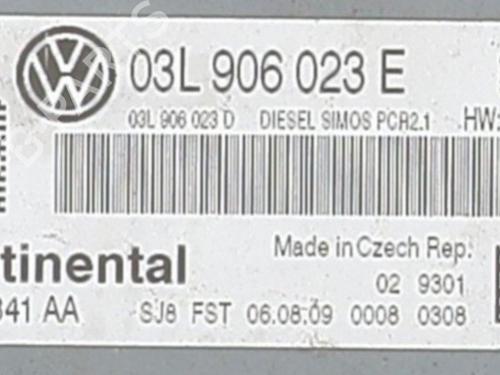 03L 906 023 E
03L 906 023 D DIESEL SIMOS PCR2.1 HW:
tinental
Made in Czech Rep.
02 9301
341 AA SJ8 FST 06.08.09 0008 0308